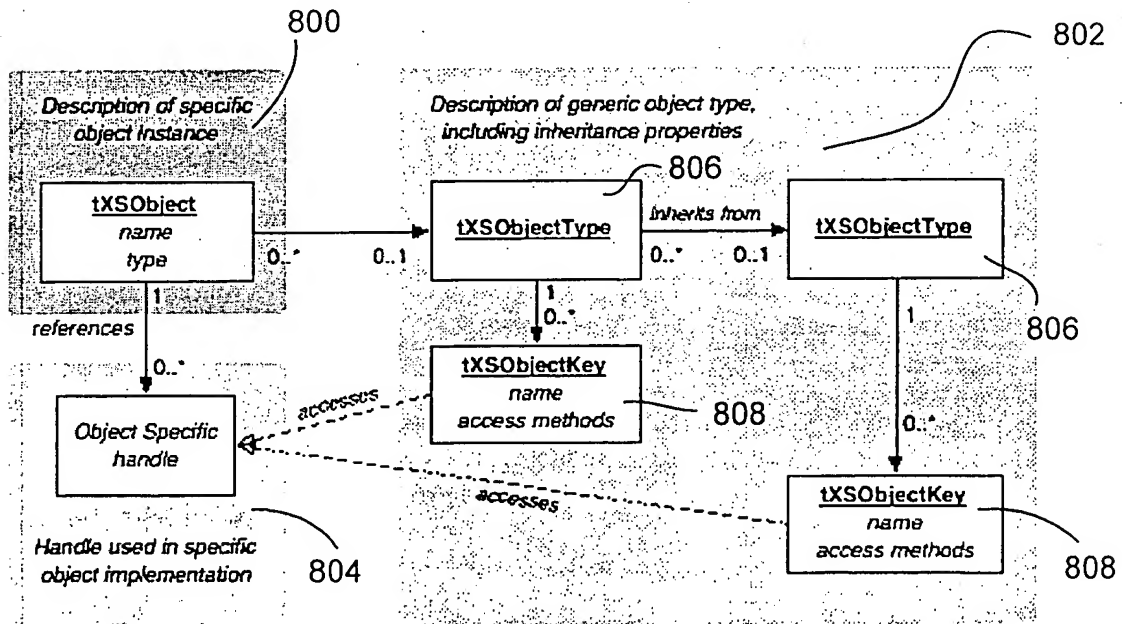 800
802
Description of specific
object Instance
Description of generic object type,
including inheritance properties
806
tXSObject
name
type
0..*
0..1
tXSObjectType
Inherits from
0..*
0..1
tXSObjectType
806
1
references
0..*
1
0..*
1
0..*
tXSObjectKey
name
access methods
808
accesses
Object Specific
handle
accesses
tXSObjectKey
name
access methods
808
Handle used in specific
object implementation
804